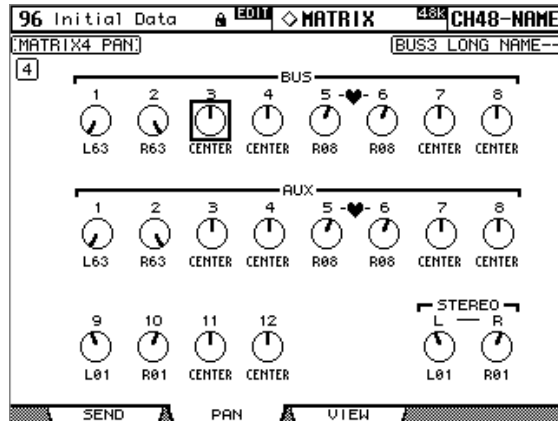 96 Initial Data EDIT ◇MATRIX 48K CH48-NAME
MATRIX4 PAN BUS3 LONG NAME--
4
BUS
1 2 3 4 5 -♥- 6 7 8
L63 R63 CENTER CENTER R08 R08 CENTER CENTER
AUX
1 2 3 4 5 -♥- 6 7 8
L63 R63 CENTER CENTER R08 R08 CENTER CENTER
STEREO
9 10 11 12 L — R
L01 R01 CENTER CENTER L01 R01
SEND PAN VIEW